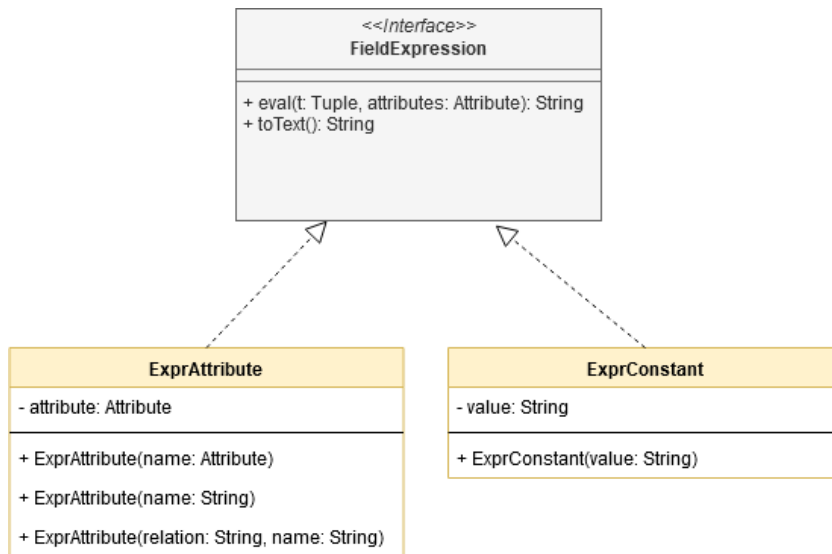 <<Interface>>
FieldExpression
+ eval(t: Tuple, attributes: Attribute): String
+ toText(): String
ExprAttribute
- attribute: Attribute
+ ExprAttribute(name: Attribute)
+ ExprAttribute(name: String)
+ ExprAttribute(relation: String, name: String)
ExprConstant
- value: String
+ ExprConstant(value: String)